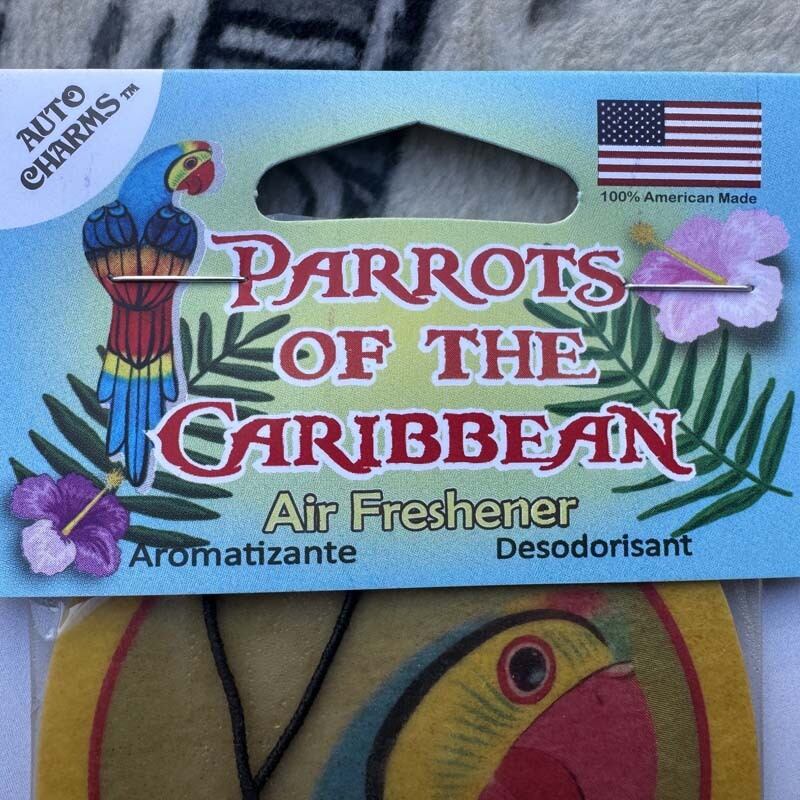 AUTO
CHARMS™
100% American Made
PARROTS
OF THE
CARIBBEAN
Air Freshener
Aromatizante
Desodorisant